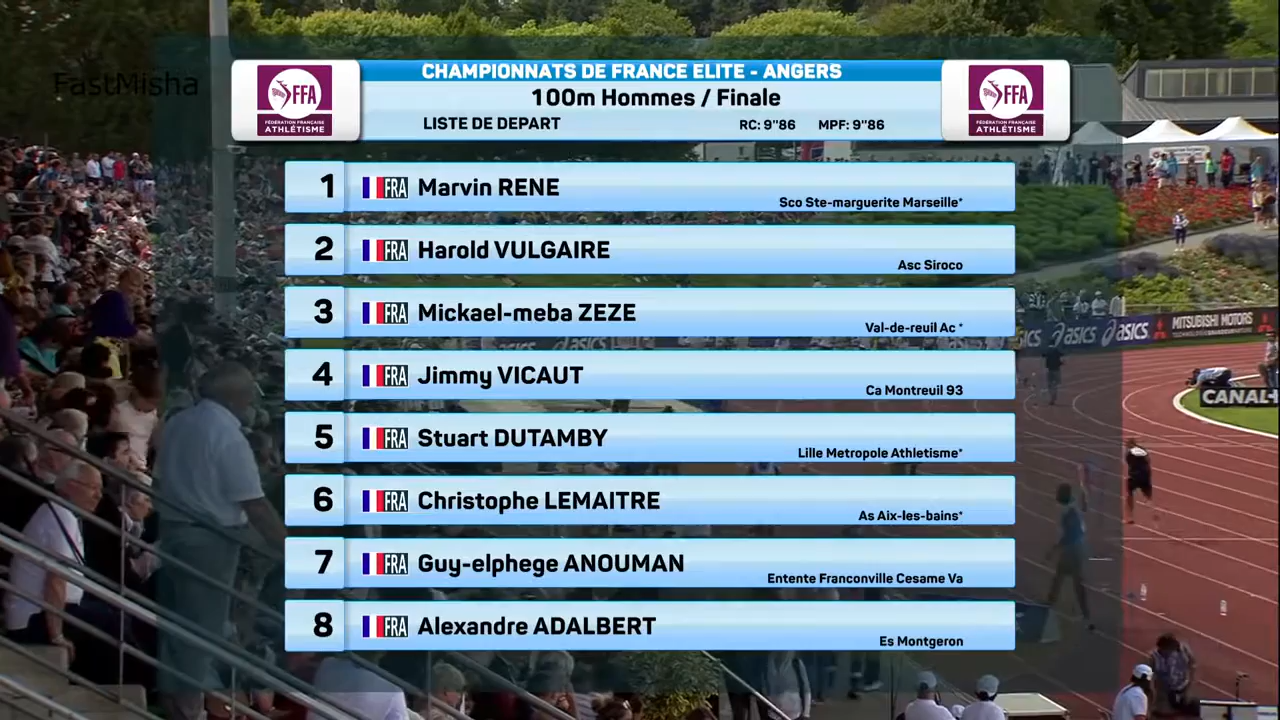 FastMisha
CHAMPIONNATS DE FRANCE ELITE - ANGERS
100m Hommes / Finale
LISTE DE DEPART RC: 9"86 MPF: 9"86
FFA
FÉDÉRATION FRANÇAISE
ATHLÉTISME
FFA
FÉDÉRATION FRANÇAISE
ATHLÉTISME
1 FRA Marvin RENE Sco Ste-marguerite Marseille*
2 FRA Harold VULGAIRE Asc Siroco
3 FRA Mickael-meba ZEZE Val-de-reuil Ac *
4 FRA Jimmy VICAUT Ca Montreuil 93
5 FRA Stuart DUTAMBY Lille Metropole Athletisme*
6 FRA Christophe LEMAITRE As Aix-les-bains*
7 FRA Guy-elphege ANOUMAN Entente Franconville Cesame Va
8 FRA Alexandre ADALBERT Es Montgeron
asics asics MITSUBISHI MOTORS
CANAL+